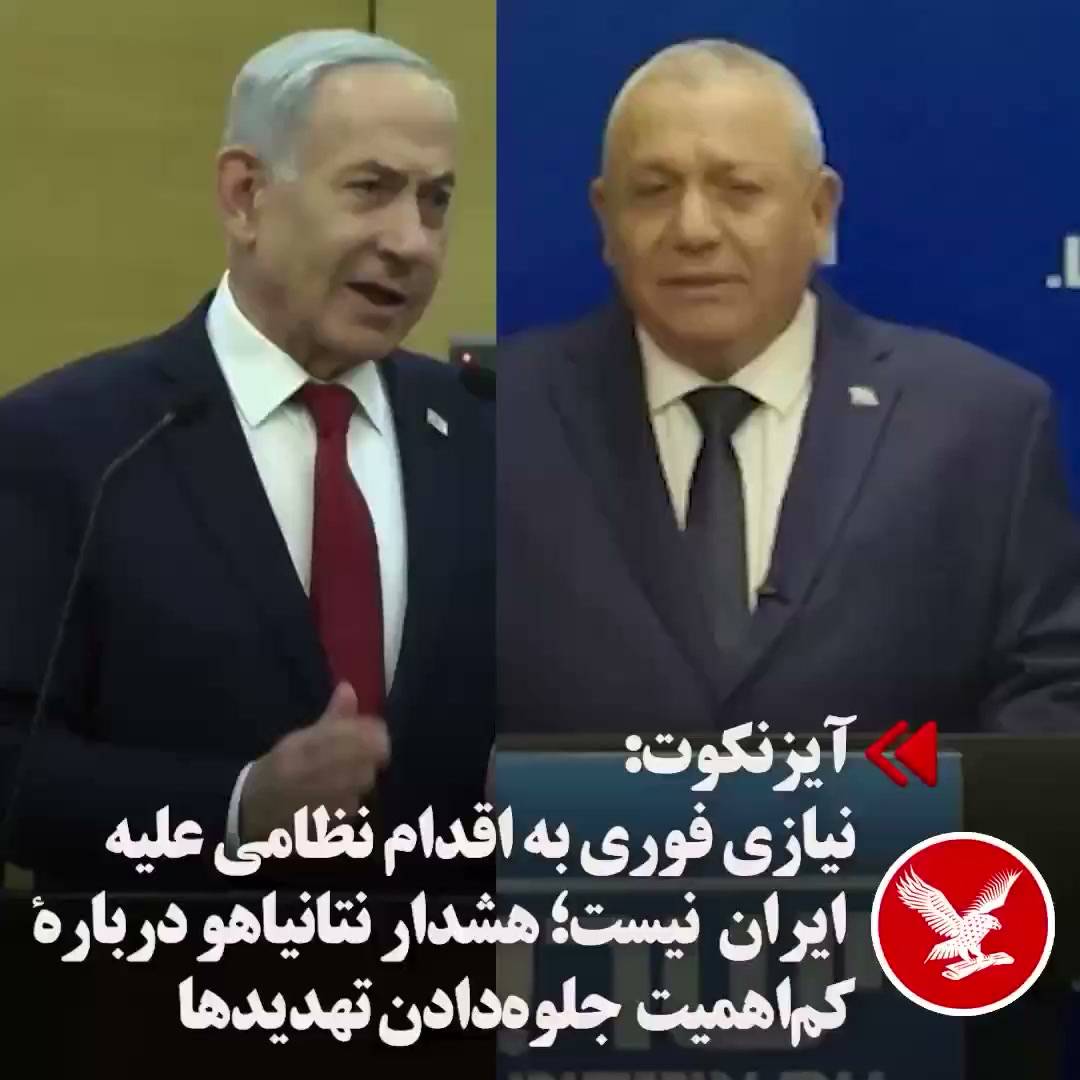 آیزنکوت:
نیازی فوری به اقدام نظامی علیه
ایران نیست؛ هشدار نتانیاهو دربارهٔ
کم‌اهمیت جلوه‌دادن تهدیدها